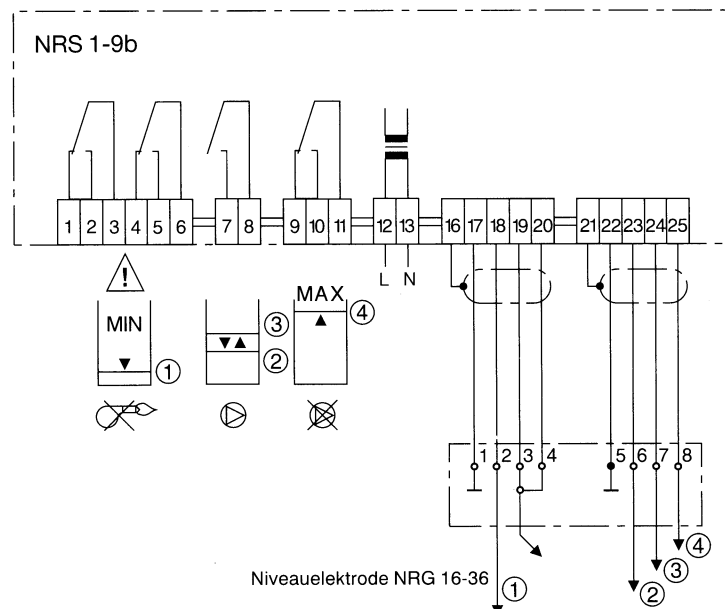 NRS 1-9b
1 2 3 4 5 6 7 8 9 10 11 12 13 16 17 18 19 20 21 22 23 24 25
L N
!
MIN
①
③
②
MAX
④
1 2 3 4 5 6 7 8
Niveauelektrode NRG 16-36
①
②
③
④